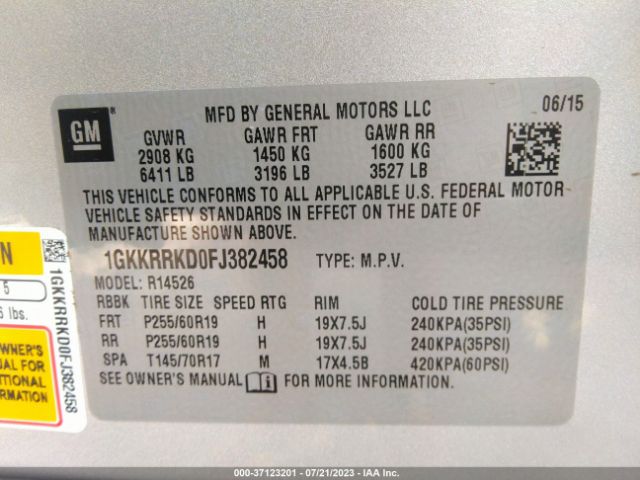 GM
MFD BY GENERAL MOTORS LLC
06/15
GVWR GAWR FRT GAWR RR
2908 KG 1450 KG 1600 KG
6411 LB 3196 LB 3527 LB
THIS VEHICLE CONFORMS TO ALL APPLICABLE U.S. FEDERAL MOTOR
VEHICLE SAFETY STANDARDS IN EFFECT ON THE DATE OF
MANUFACTURE SHOWN ABOVE.
1GKKRRKD0FJ382458 TYPE: M.P.V.
MODEL: R14526
RBBK TIRE SIZE SPEED RTG RIM COLD TIRE PRESSURE
FRT P255/60R19 H 19X7.5J 240KPA(35PSI)
RR P255/60R19 H 19X7.5J 240KPA(35PSI)
SPA T145/70R17 M 17X4.5B 420KPA(60PSI)
SEE OWNER'S MANUAL i FOR MORE INFORMATION.
N
5
lbs.
OWNER'S
FOR
1GKKRRKD0FJ382458
000-37123201 - 07/21/2023 - IAA Inc.